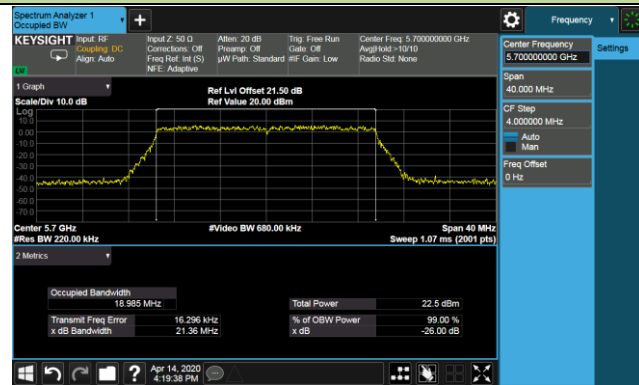 Spectrum Analyzer 1
Occupied BW
Frequency
KEYSIGHT Input: RF
Coupling: DC
Align: Auto
LW
Input Z: 50 Ω
Corrections: Off
Freq Ref: Int (S)
NFE: Adaptive
Atten: 20 dB
Preamp: Off
µW Path: Standard
Trig: Free Run
Gate: Off
#IF Gain: Low
Center Freq: 5.700000000 GHz
Avg|Hold:>10/10
Radio Std: None
Center Frequency
5.700000000 GHz
Settings
Span
40.000 MHz
CF Step
4.000000 MHz
Auto
Man
Freq Offset
0 Hz
1 Graph
Scale/Div 10.0 dB
Ref Lvl Offset 21.50 dB
Ref Value 20.00 dBm
Log
10.0
0.00
-10.0
-20.0
-30.0
-40.0
-50.0
-60.0
-70.0
Center 5.7 GHz
#Video BW 680.00 kHz
Span 40 MHz
#Res BW 220.00 kHz
Sweep 1.07 ms (2001 pts)
2 Metrics
Occupied Bandwidth
18.985 MHz
Total Power 22.5 dBm
Transmit Freq Error 16.296 kHz
% of OBW Power 99.00 %
x dB Bandwidth 21.36 MHz
x dB -26.00 dB
?
Apr 14, 2020
4:19:38 PM